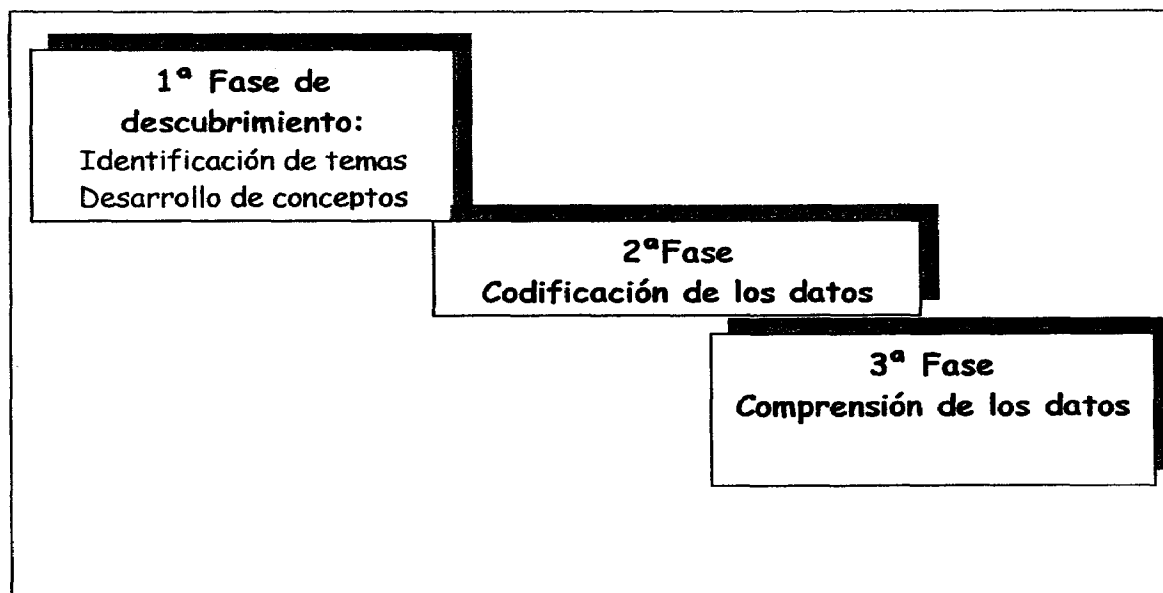 1ª Fase de
descubrimiento:
Identificación de temas
Desarrollo de conceptos
2ªFase
Codificación de los datos
3ª Fase
Comprensión de los datos